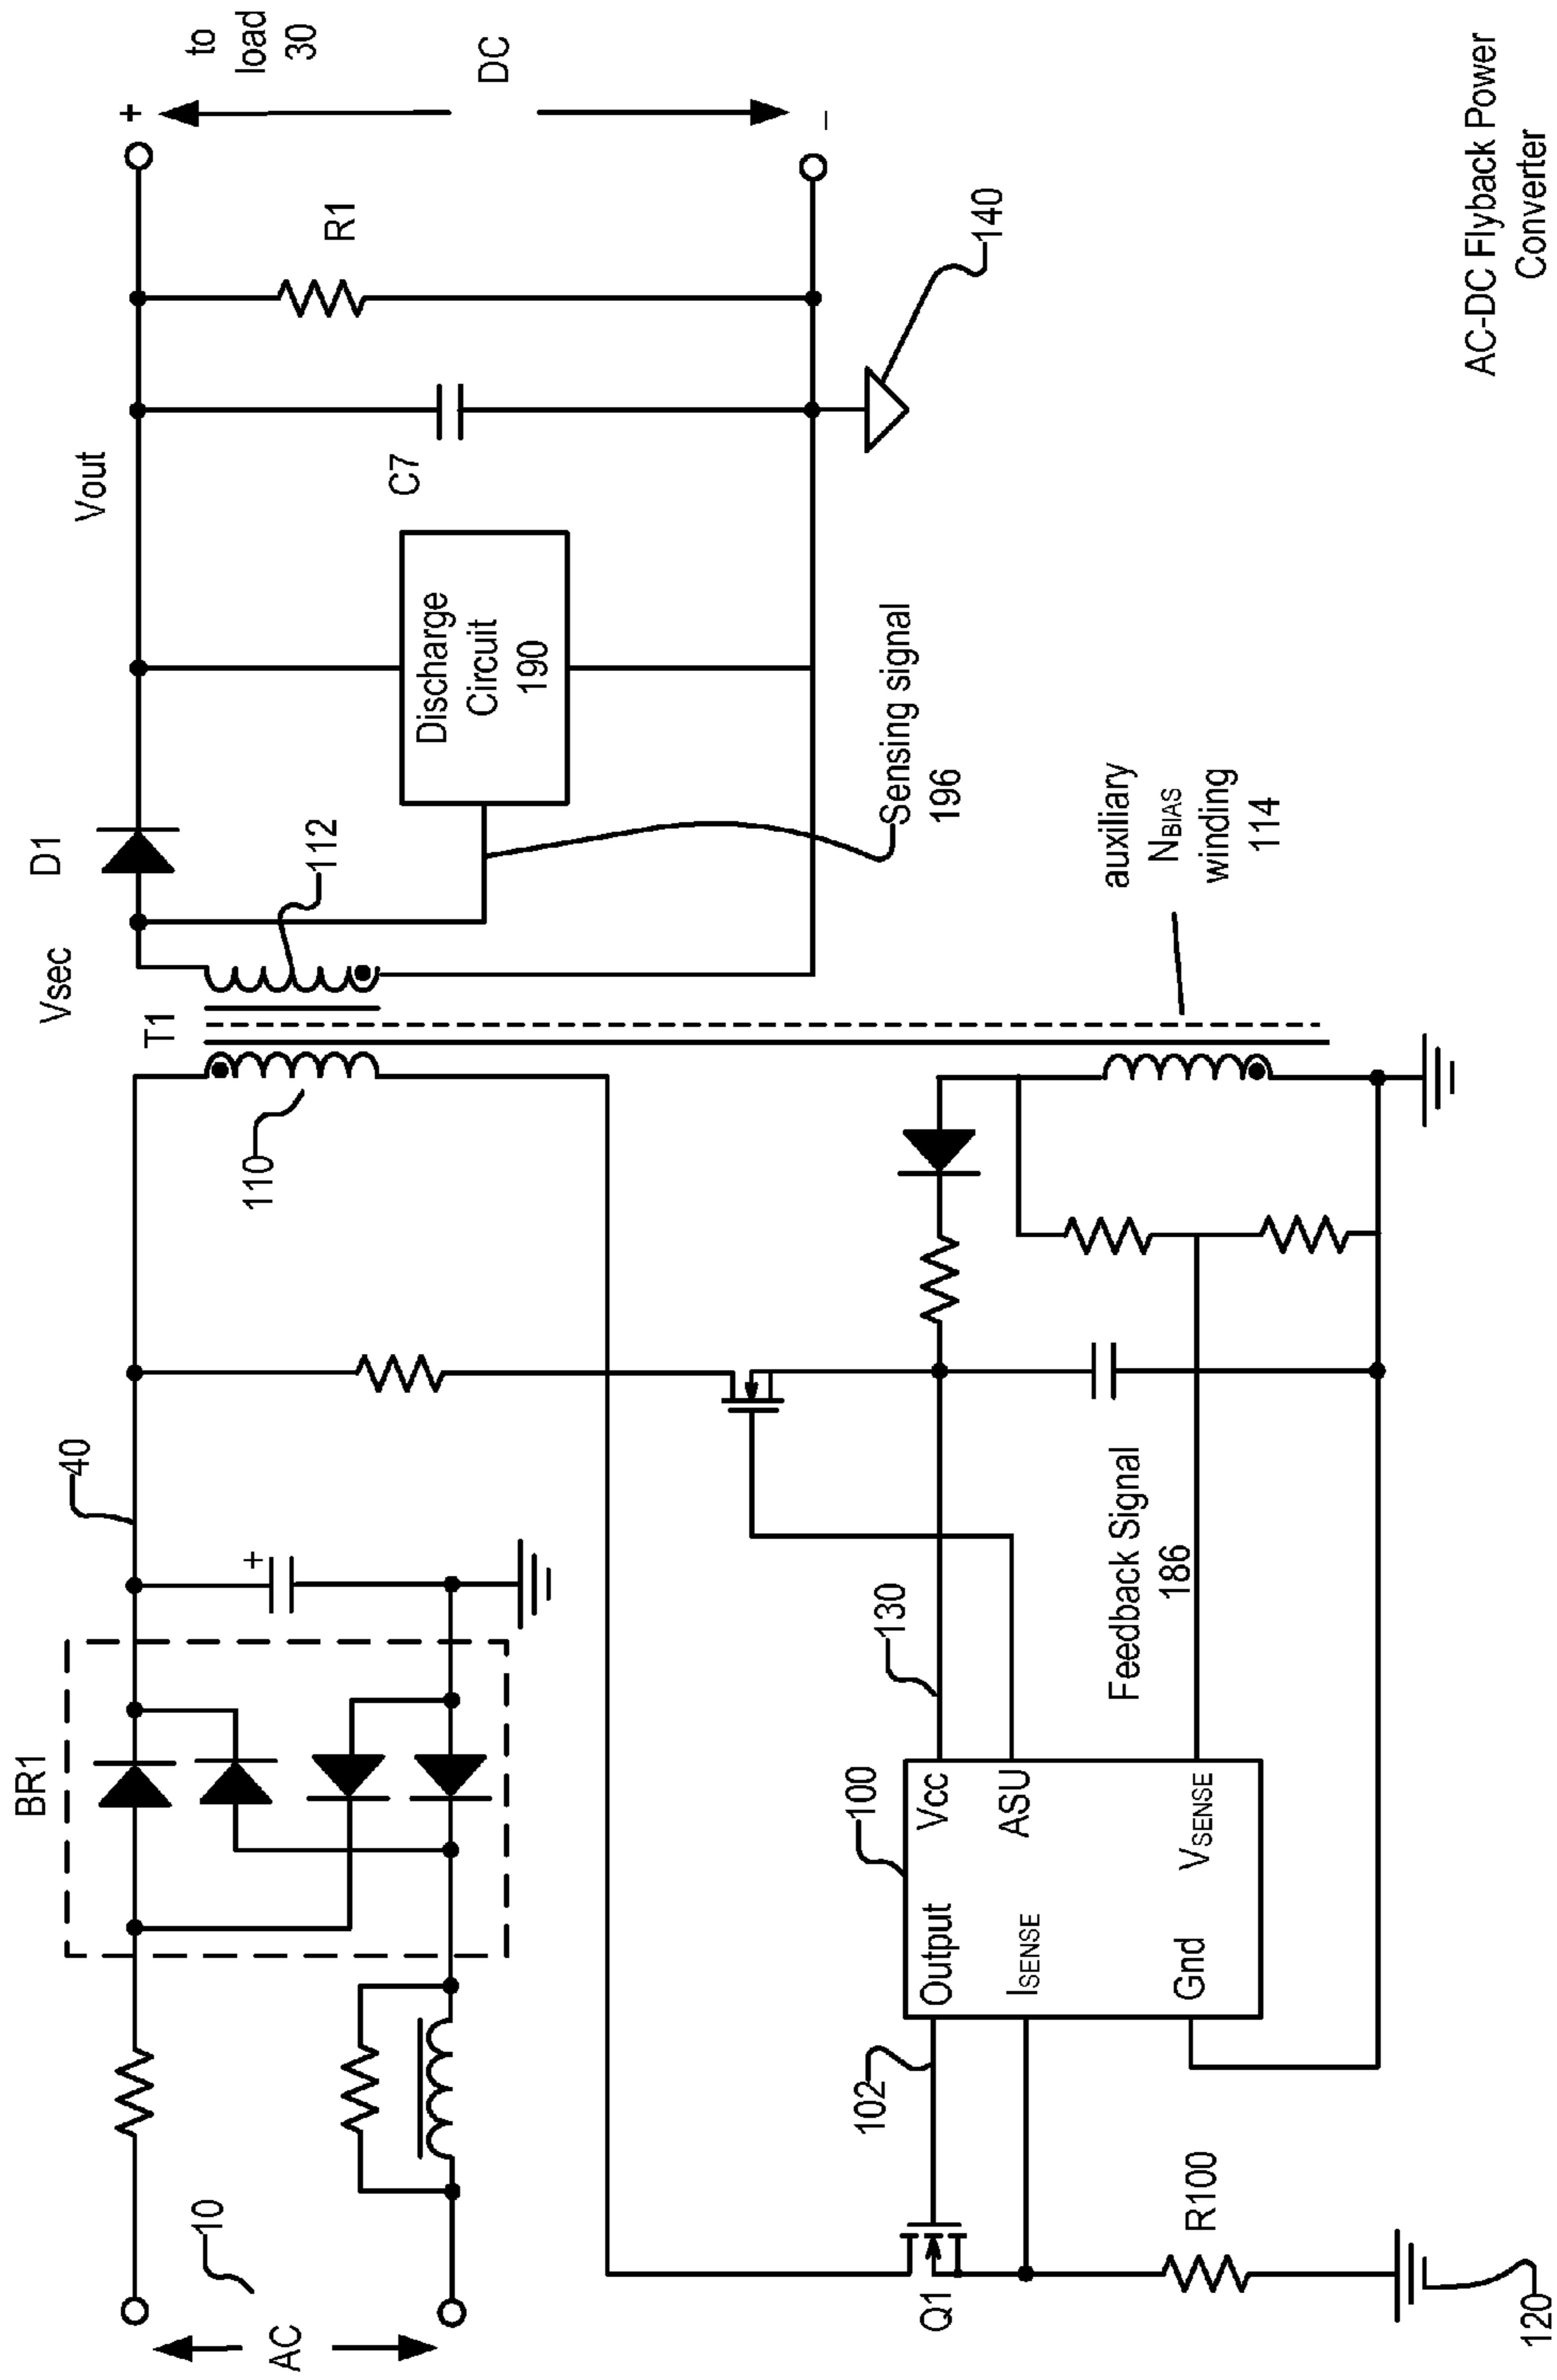 AC
10
BR1
40
110
T1
Vsec
112
D1
Vout
C7
R1
+
to
load
30
DC
–
140
Discharge
Circuit
190
Sensing signal
196
auxiliary
NBIAS
winding
114
+
130
Feedback Signal
186
100
Output
Vcc
ISENSE
ASU
VSENSE
Gnd
102
Q1
R100
120
AC-DC Flyback Power
Converter